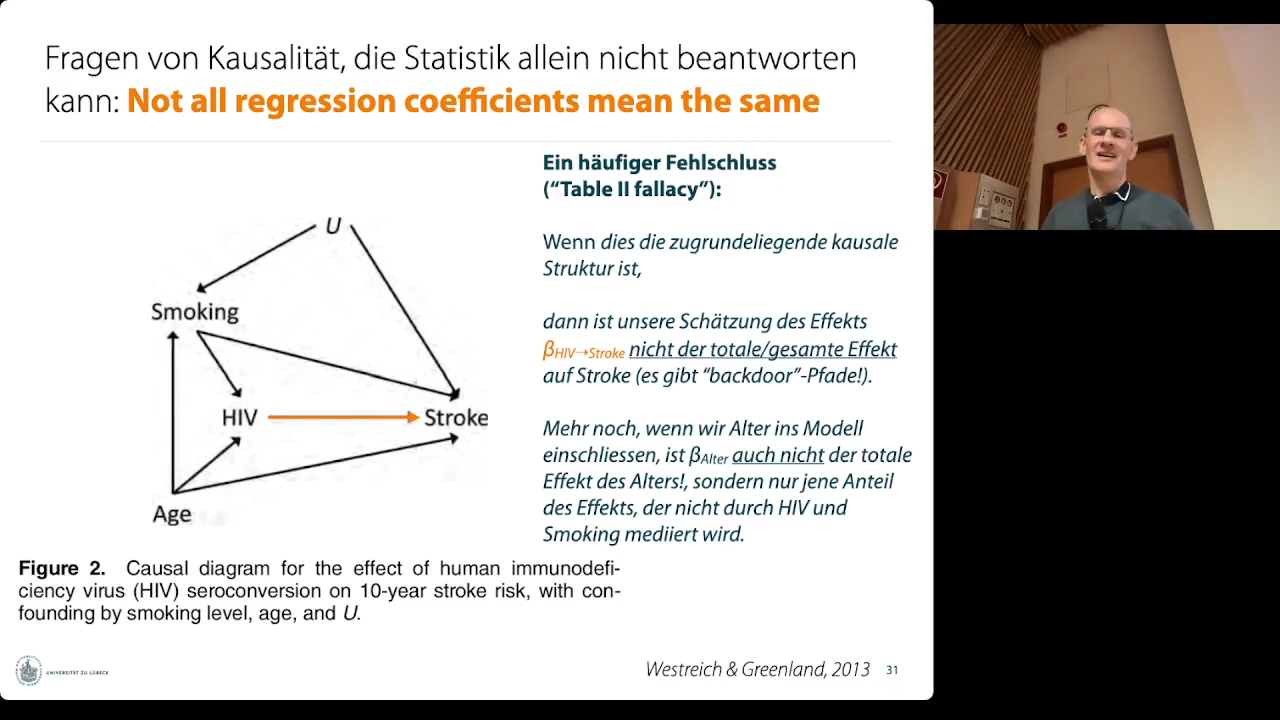 Fragen von Kausalität, die Statistik allein nicht beantworten
kann: Not all regression coefficients mean the same
Ein häufiger Fehlschluss
(“Table II fallacy”):
Wenn dies die zugrundeliegende kausale
Struktur ist,
dann ist unsere Schätzung des Effekts
βHIV→Stroke nicht der totale/gesamte Effekt
auf Stroke (es gibt “backdoor”-Pfade!).
Mehr noch, wenn wir Alter ins Modell
einschliessen, ist βAlter auch nicht der totale
Effekt des Alters!, sondern nur jene Anteil
des Effekts, der nicht durch HIV und
Smoking mediiert wird.
U
Smoking
HIV
Stroke
Age
Figure 2. Causal diagram for the effect of human immunodefi-
ciency virus (HIV) seroconversion on 10-year stroke risk, with con-
founding by smoking level, age, and U.
UNIVERSITÄT ZU LÜBECK
Westreich & Greenland, 2013
31